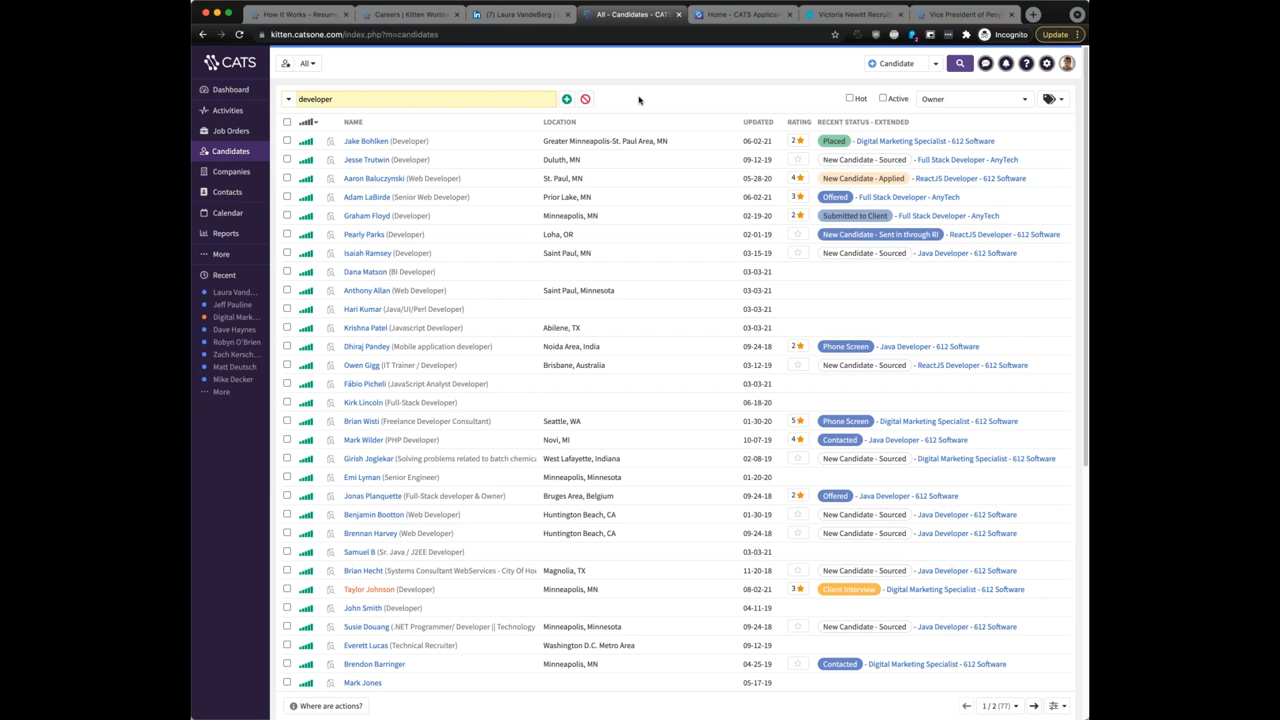 How It Works - Resum
Careers | Kitten Worldw
(7) Laura VandeBerg | L
All - Candidates - CATS
Home - CATS Applican
Victoria Newitt Recruit
Vice President of Peop
kitten.catsone.com/index.php?m=candidates
Incognito
Update
CATS
All
Candidate
Dashboard
developer
Hot
Active
Owner
Activities
NAME LOCATION UPDATED RATING RECENT STATUS - EXTENDED
Job Orders
Jake Bohlken (Developer) Greater Minneapolis-St. Paul Area, MN 06-02-21 2 Placed - Digital Marketing Specialist - 612 Software
Candidates
Jesse Trutwin (Developer) Duluth, MN 09-12-19 New Candidate - Sourced - Full Stack Developer - AnyTech
Companies
Aaron Baluczynski (Web Developer) St. Paul, MN 05-28-20 4 New Candidate - Applied - ReactJS Developer - 612 Software
Contacts
Adam LaBirde (Senior Web Developer) Prior Lake, MN 06-02-21 3 Offered - Full Stack Developer - AnyTech
Calendar
Graham Floyd (Developer) Minneapolis, MN 02-19-20 2 Submitted to Client - Full Stack Developer - AnyTech
Reports
Pearly Parks (Developer) Loha, OR 02-01-19 New Candidate - Sent in through RI - ReactJS Developer - 612 Software
More
Isaiah Ramsey (Developer) Saint Paul, MN 03-15-19 New Candidate - Sourced - Java Developer - 612 Software
Recent
Dana Matson (BI Developer) 03-03-21
Laura Vand...
Anthony Allan (Web Developer) Saint Paul, Minnesota 03-03-21
Jeff Pauline
Hari Kumar (Java/UI/Perl Developer) 03-03-21
Digital Mark...
Krishna Patel (Javascript Developer) Abilene, TX 03-03-21
Dave Haynes
Robyn O'Brien
Dhiraj Pandey (Mobile application developer) Noida Area, India 09-24-18 2 Phone Screen - Java Developer - 612 Software
Zach Kersch...
Owen Gigg (IT Trainer / Developer) Brisbane, Australia 03-12-19 New Candidate - Sourced - ReactJS Developer - 612 Software
Matt Deutsch
Fábio Picheli (JavaScript Analyst Developer) 03-03-21
Mike Decker
More
Kirk Lincoln (Full-Stack Developer) 06-18-20
Brian Wisti (Freelance Developer Consultant) Seattle, WA 01-30-20 5 Phone Screen - Digital Marketing Specialist - 612 Software
Mark Wilder (PHP Developer) Novi, MI 10-07-19 4 Contacted - Java Developer - 612 Software
Girish Joglekar (Solving problems related to batch chemica West Lafayette, Indiana 02-08-19 New Candidate - Sourced - Digital Marketing Specialist - 612 Software
Emi Lyman (Senior Engineer) Minneapolis, Minnesota 01-20-20
Jonas Planquette (Full-Stack developer & Owner) Bruges Area, Belgium 09-24-18 2 Offered - Java Developer - 612 Software
Benjamin Bootton (Web Developer) Huntington Beach, CA 01-30-19 New Candidate - Sourced - Java Developer - 612 Software
Brennan Harvey (Web Developer) Huntington Beach, CA 09-24-18 New Candidate - Sourced - Java Developer - 612 Software
Samuel B (Sr. Java / J2EE Developer) 03-03-21
Brian Hecht (Systems Consultant WebServices - City Of Hou Magnolia, TX 11-20-18 New Candidate - Sourced - Java Developer - 612 Software
Taylor Johnson (Developer) Minneapolis, MN 08-02-21 3 Client Interview - Digital Marketing Specialist - 612 Software
John Smith (Developer) 04-11-19
Susie Douang (.NET Programmer/ Developer || Technology Minneapolis, Minnesota 09-24-18 New Candidate - Sourced - Java Developer - 612 Software
Everett Lucas (Technical Recruiter) Washington D.C. Metro Area 09-12-19
Brendon Barringer Minneapolis, MN 04-25-19 Contacted - Digital Marketing Specialist - 612 Software
Mark Jones 05-17-19
Where are actions?
1 / 2 (77)